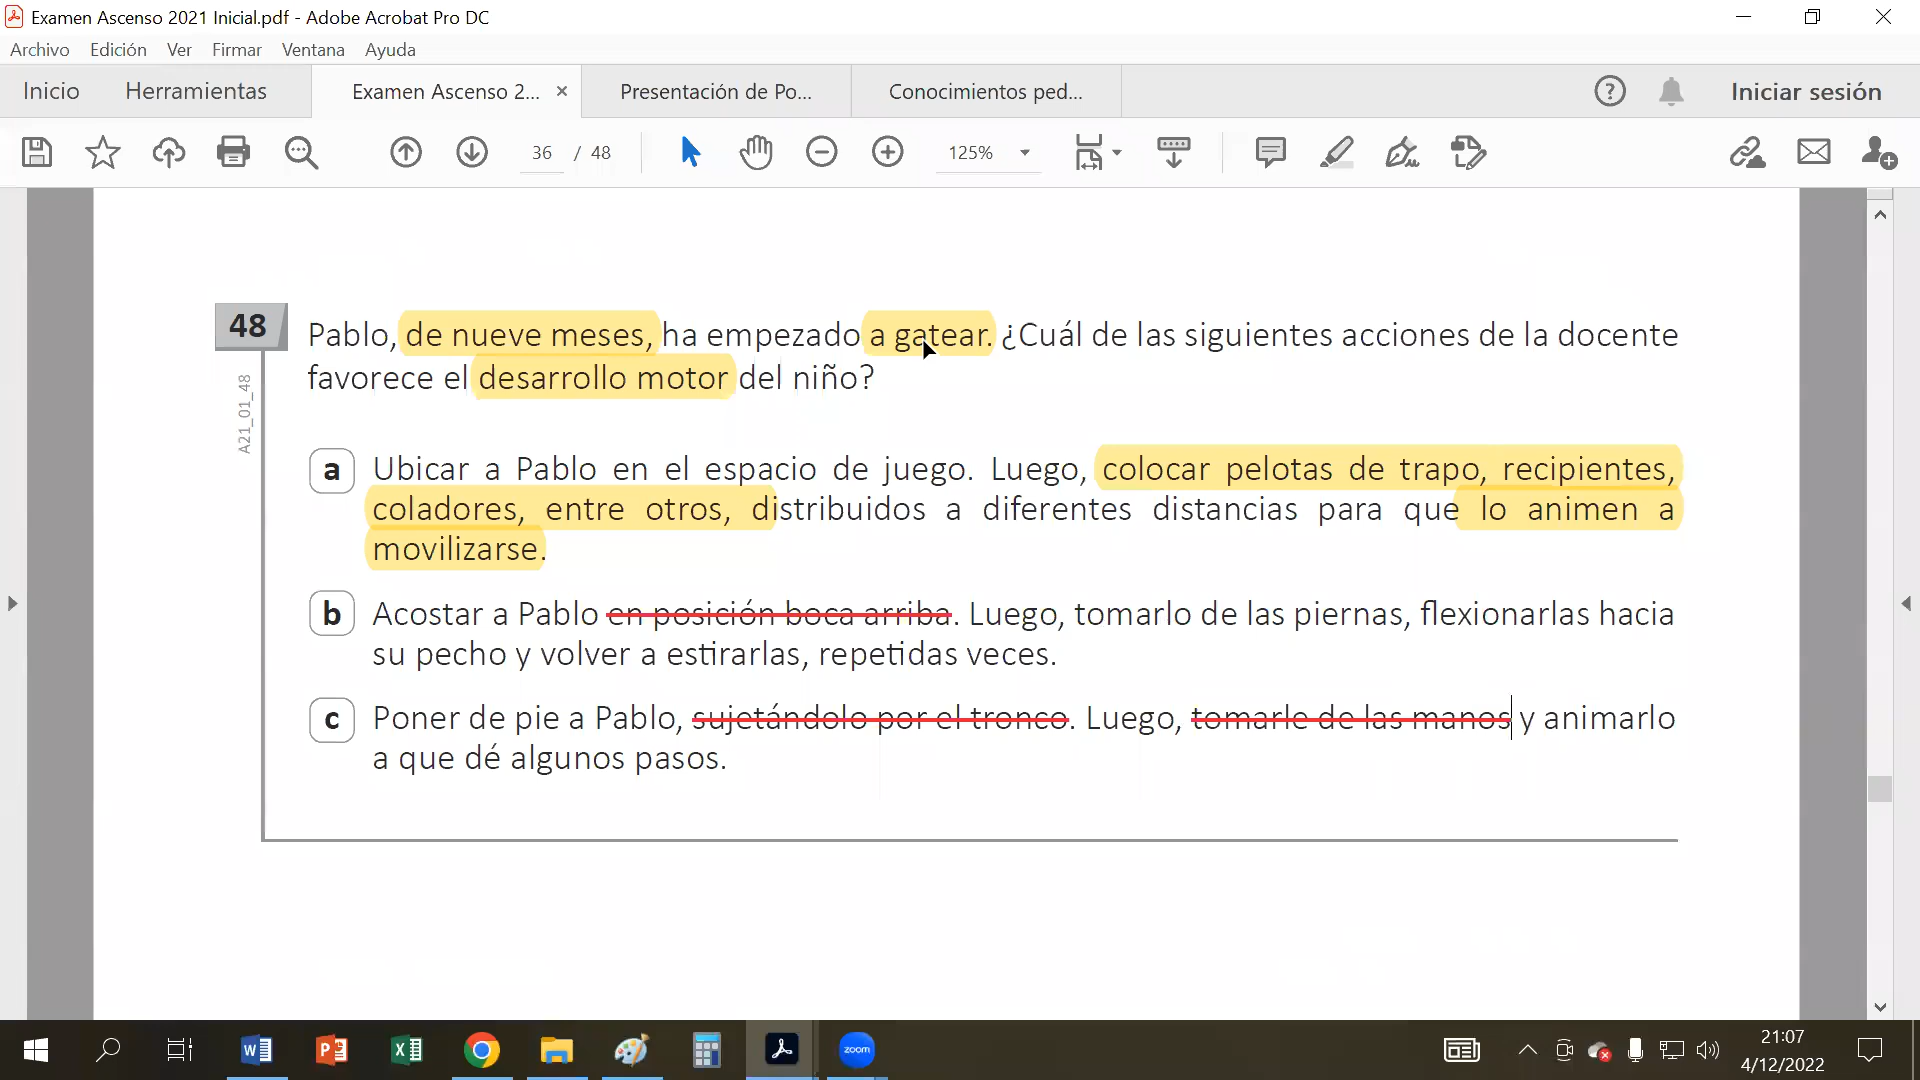 Examen Ascenso 2021 Inicial.pdf - Adobe Acrobat Pro DC
Archivo Edición Ver Firmar Ventana Ayuda
Inicio Herramientas Examen Ascenso 2... × Presentación de Po... Conocimientos ped... Iniciar sesión
36 / 48 125%
48 Pablo, de nueve meses, ha empezado a gatear. ¿Cuál de las siguientes acciones de la docente
favorece el desarrollo motor del niño?
A21_01_48
a Ubicar a Pablo en el espacio de juego. Luego, colocar pelotas de trapo, recipientes,
coladores, entre otros, distribuidos a diferentes distancias para que lo animen a
movilizarse.
b Acostar a Pablo en posición boca arriba. Luego, tomarlo de las piernas, flexionarlas hacia
su pecho y volver a estirarlas, repetidas veces.
c Poner de pie a Pablo, sujetándolo por el tronco. Luego, tomarle de las manos y animarlo
a que dé algunos pasos.
zoom
21:07
4/12/2022